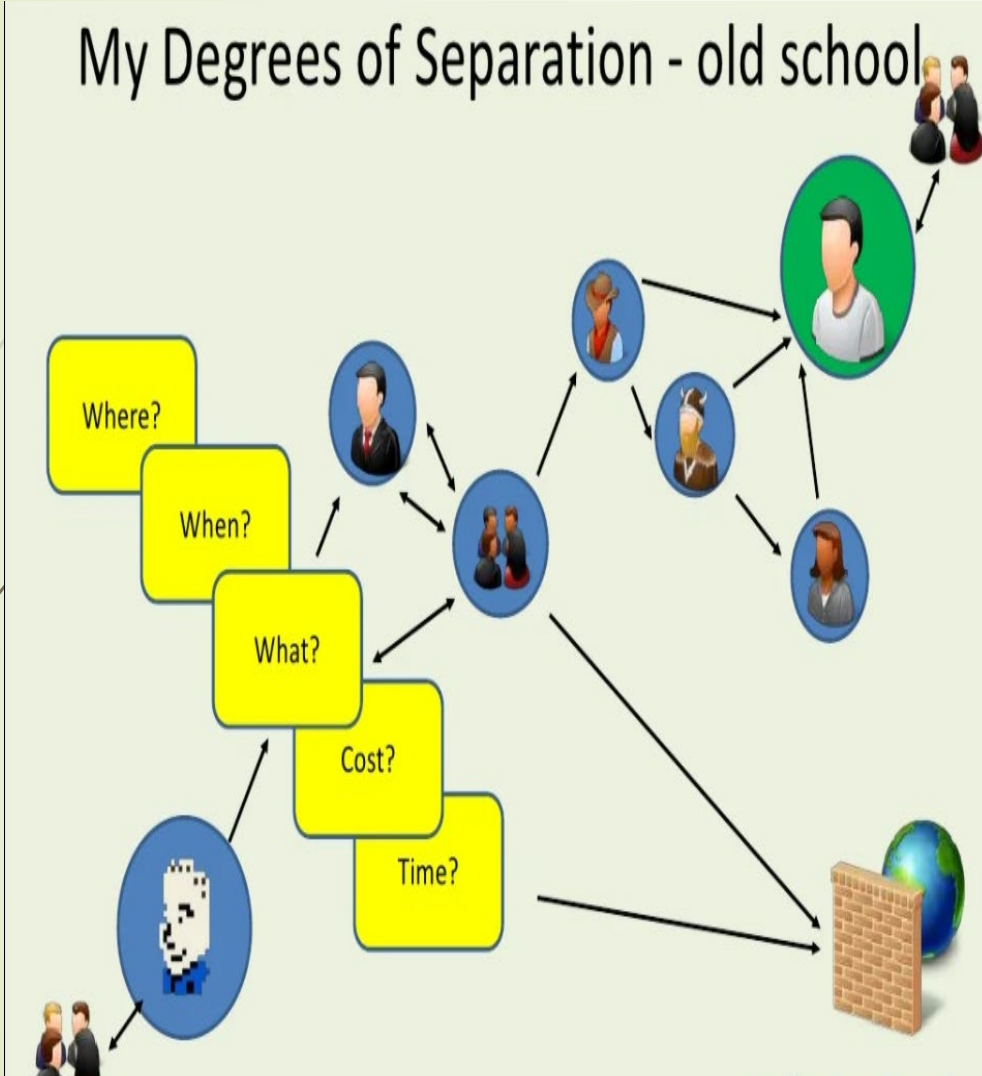 My Degrees of Separation - old school
Where?
When?
What?
Cost?
Time?